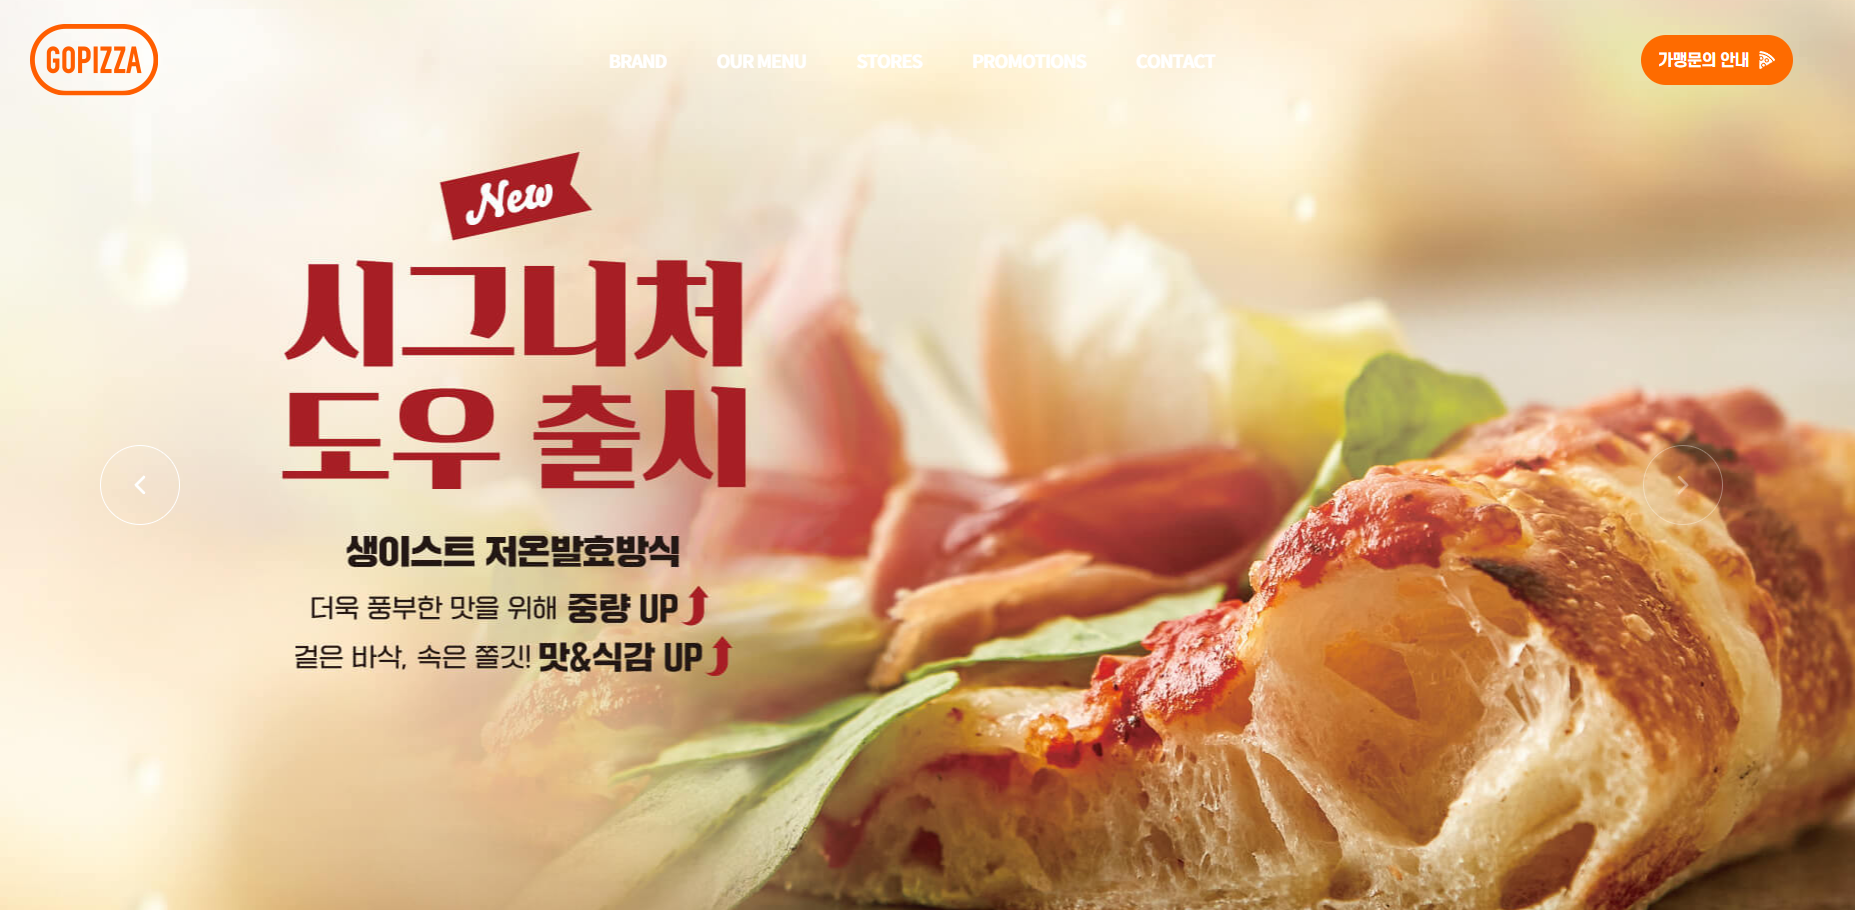 GOPIZZA
BRAND OUR MENU STORES PROMOTIONS CONTACT
가맹문의 안내
New
시그니처
도우 출시
생이스트 저온발효방식
더욱 풍부한 맛을 위해 중량 UP
겉은 바삭, 속은 쫄깃! 맛&식감 UP